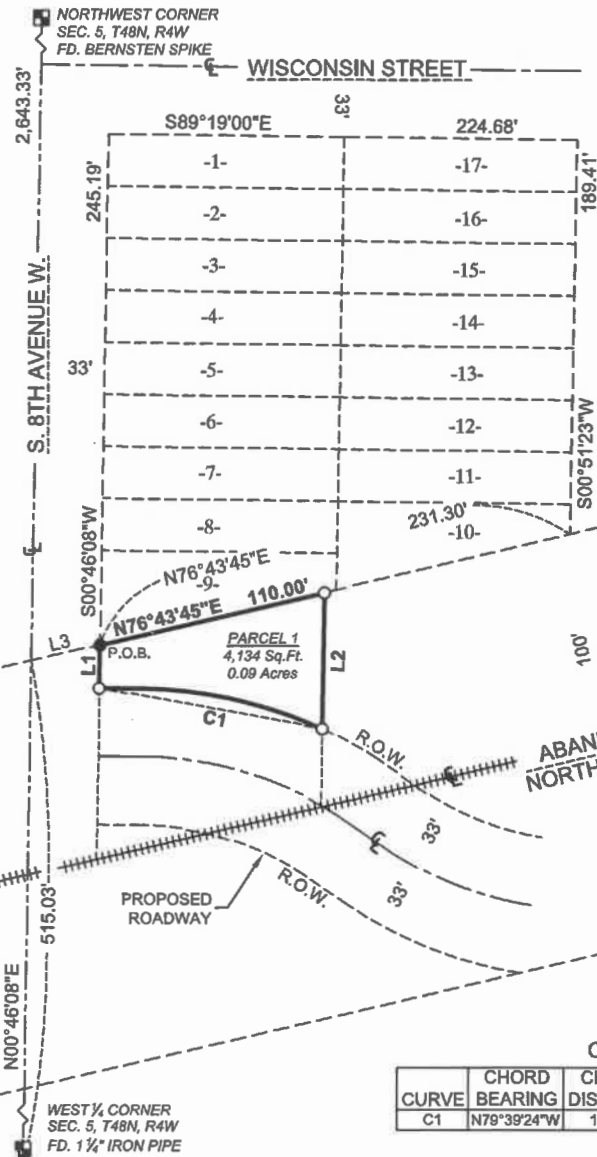 NORTHWEST CORNER
SEC. 5, T48N, R4W
FD. BERNSTEN SPIKE
WISCONSIN STREET
2,643.33'
S89°19'00"E
33'
224.68'
245.19'
189.41'
-1-
-17-
-2-
-16-
-3-
-15-
-4-
-14-
-5-
-13-
-6-
-12-
-7-
-11-
-8-
-10-
-9-
S. 8TH AVENUE W.
33'
S00°46'08"W
S00°51'23"W
231.30'
N76°43'45"E
N76°43'45"E 110.00'
L3
P.O.B.
L1
PARCEL 1
4,134 Sq.Ft.
0.09 Acres
L2
100'
C1
R.O.W.
ABAN
NORTH
33'
33'
R.O.W.
PROPOSED
ROADWAY
515.03'
N00°46'08"E
WEST ¼ CORNER
SEC. 5, T48N, R4W
FD. 1 ¼" IRON PIPE
C
CURVE CHORD BEARING C DIS
C1 N79°39'24"W 1